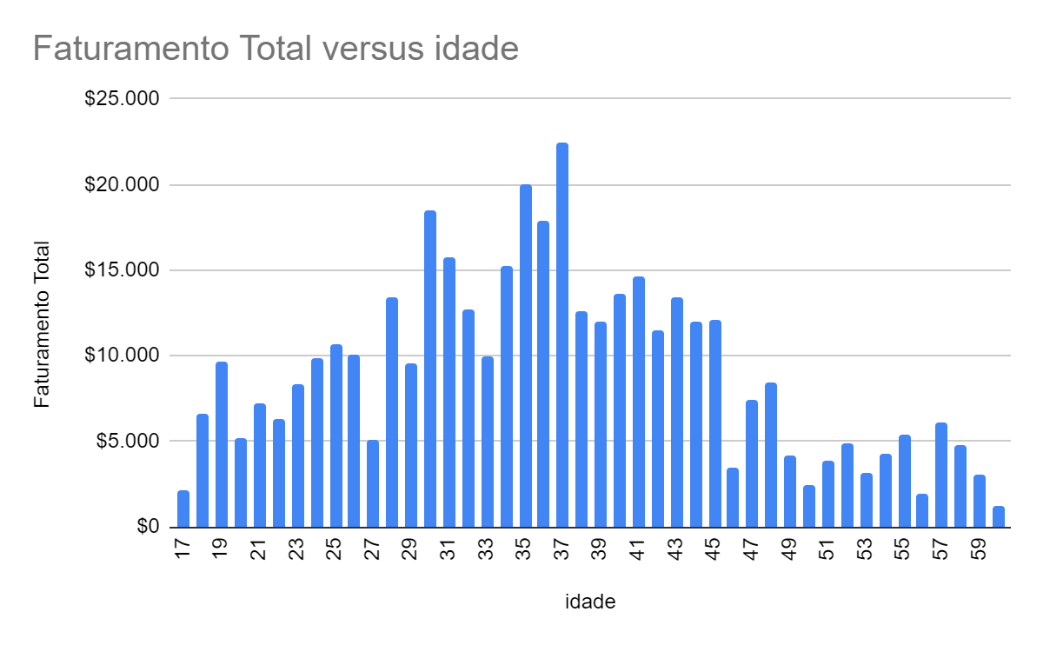 Faturamento Total versus idade
$25.000
$20.000
$15.000
$10.000
$5.000
$0
Faturamento Total
17 19 21 23 25 27 29 31 33 35 37 39 41 43 45 47 49 51 53 55 57 59
idade